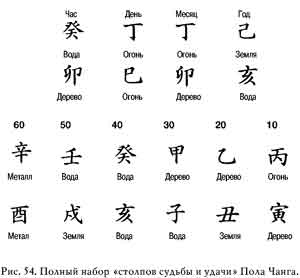 Час День Месяц Год
癸 丁 丁 己
Вода Огонь Огонь Земля
卯 巳 卯 亥
Дерево Огонь Дерево Вода
60 50 40 30 20 10
辛 壬 癸 甲 乙 丙
Металл Вода Вода Дерево Дерево Огонь
酉 戌 亥 子 丑 寅
Метал Земля Вода Вода Земля Дерево
Рис. 54. Полный набор «столпов судьбы и удачи» Пола Чанга.